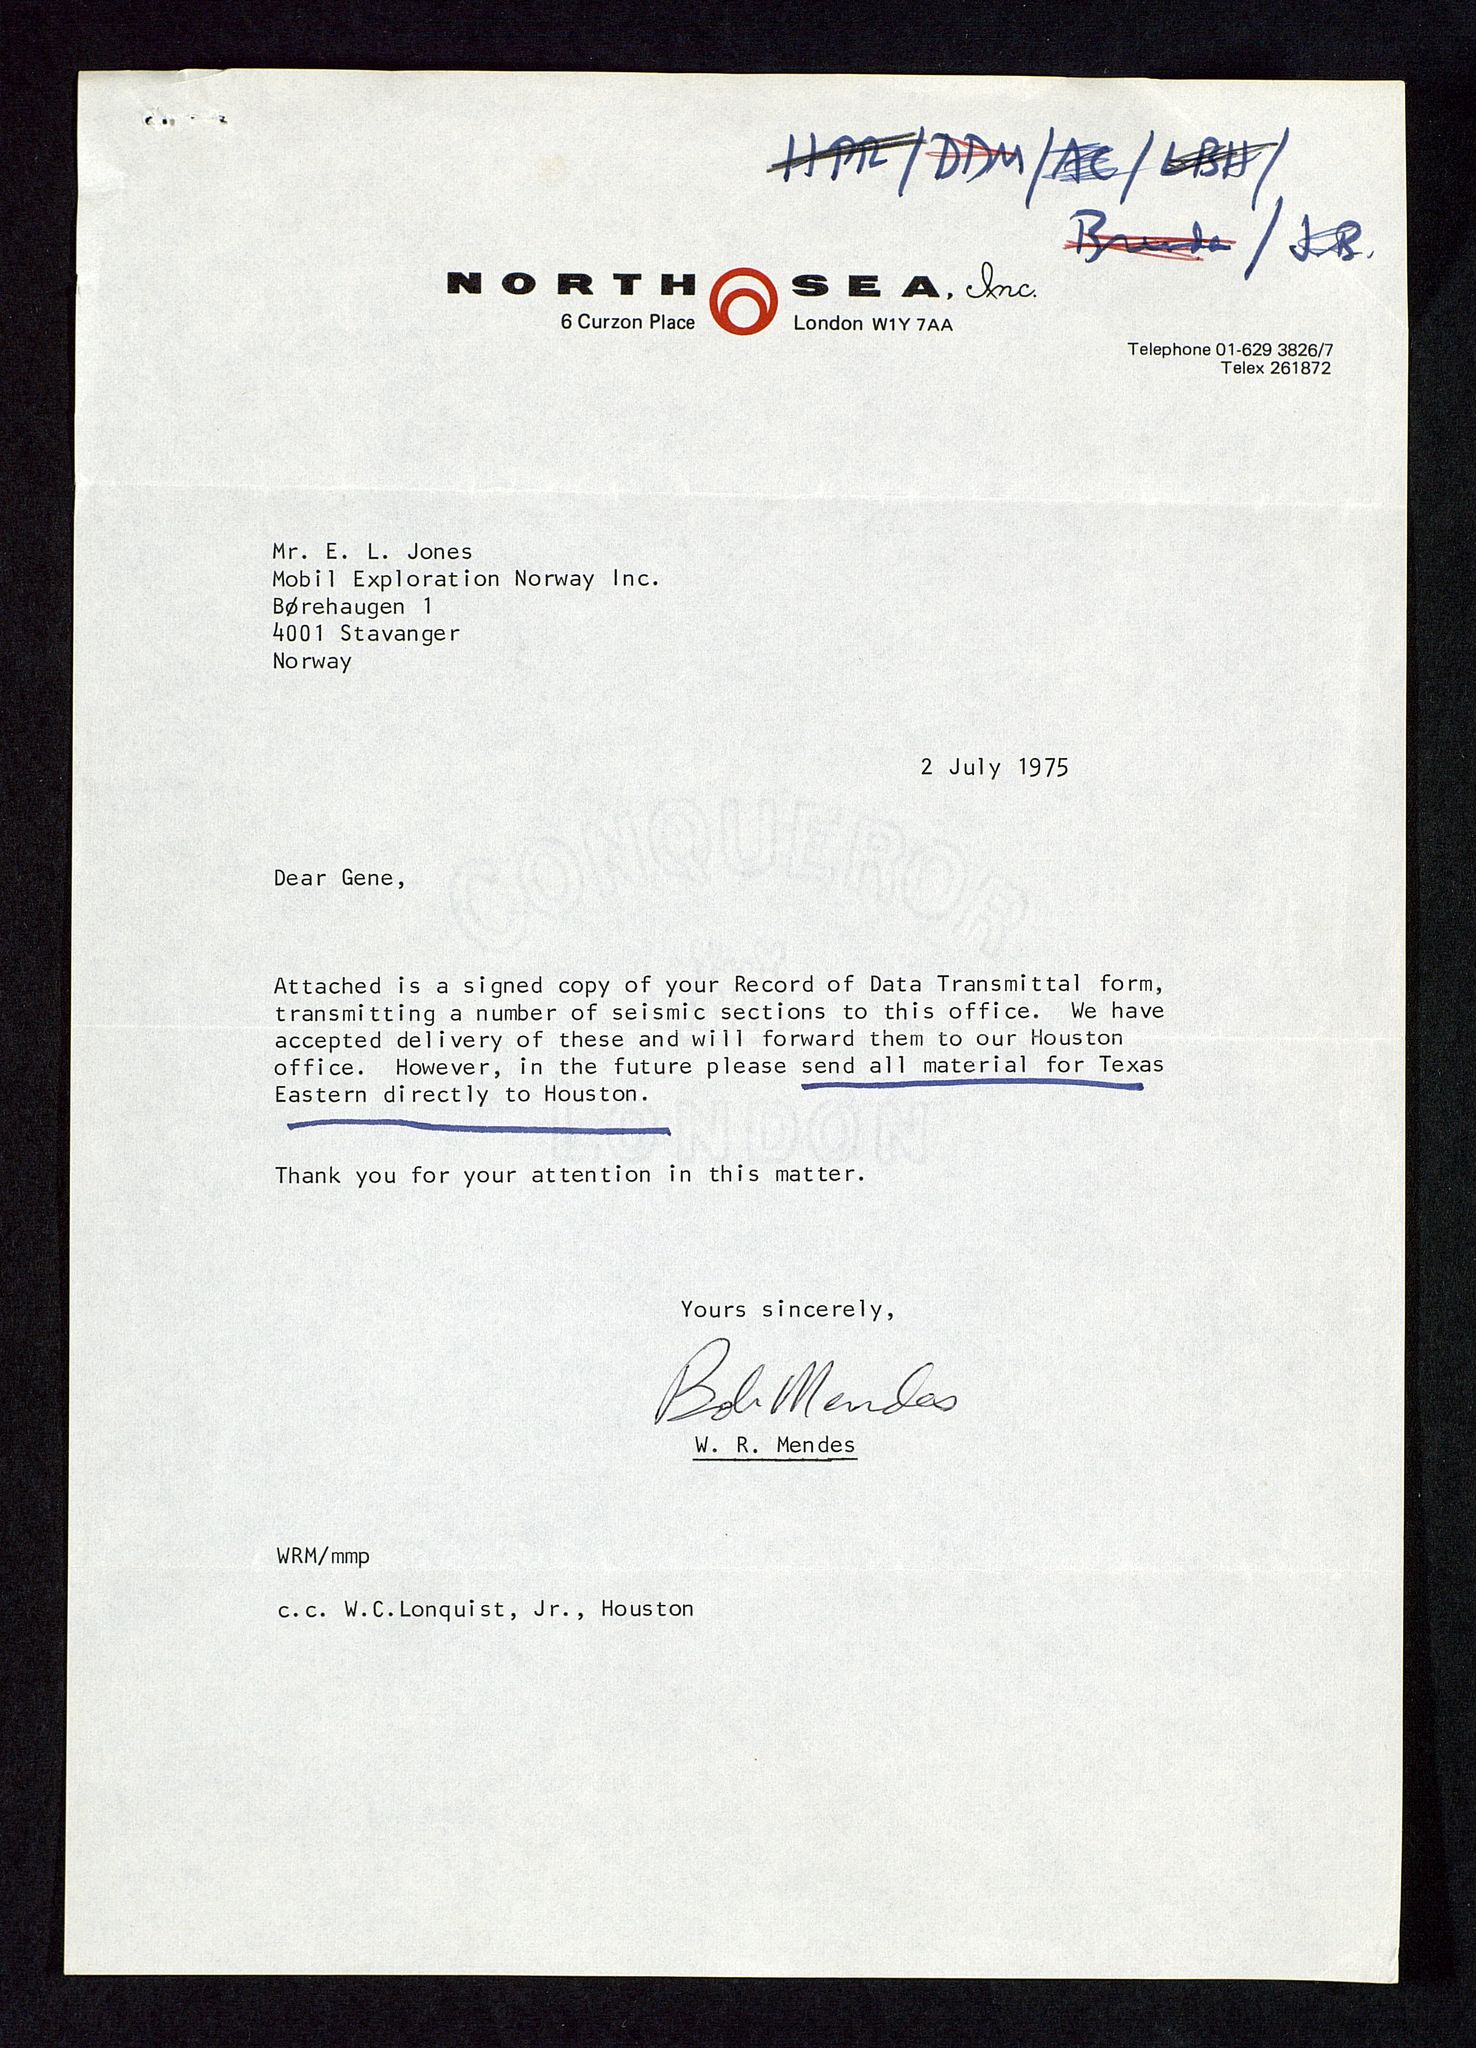 HPR/DDM/AC/LBH/
Brenda/JB.
NORTH SEA, Inc.
6 Curzon Place London W1Y 7AA
Telephone 01-629 3826/7
Telex 261872
Mr. E. L. Jones
Mobil Exploration Norway Inc.
Børehaugen 1
4001 Stavanger
Norway
2 July 1975
Dear Gene,
CONQUEROR
LONDON
Attached is a signed copy of your Record of Data Transmittal form,
transmitting a number of seismic sections to this office. We have
accepted delivery of these and will forward them to our Houston
office. However, in the future please send all material for Texas
Eastern directly to Houston.
Thank you for your attention in this matter.
Yours sincerely,
Bob Mendes
W. R. Mendes
WRM/mmp
c.c. W.C.Lonquist, Jr., Houston